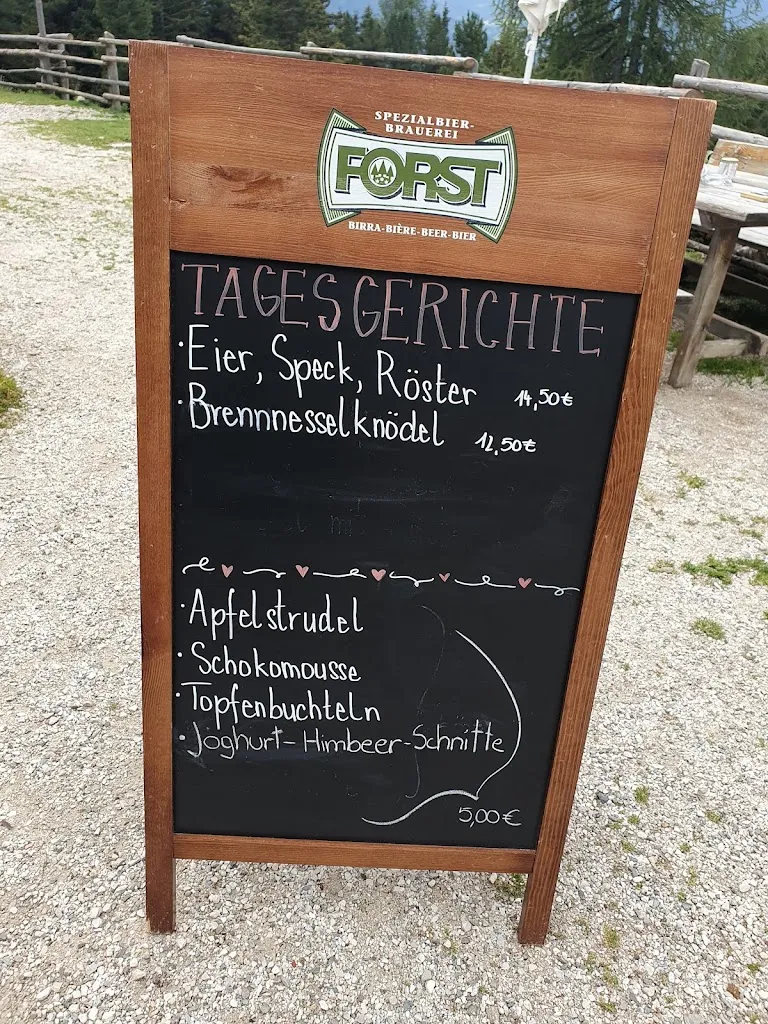 SPEZIALBIER-
BRAUEREI
FORST
BIRRA-BIÈRE-BEER-BIER
TAGESGERICHTE
·Eier, Speck, Röster 14,50€
·Brennnesselknödel 12,50€
·Apfelstrudel
·Schokomousse
·Topfenbuchteln
·Joghurt-Himbeer-Schnitte
5,00€